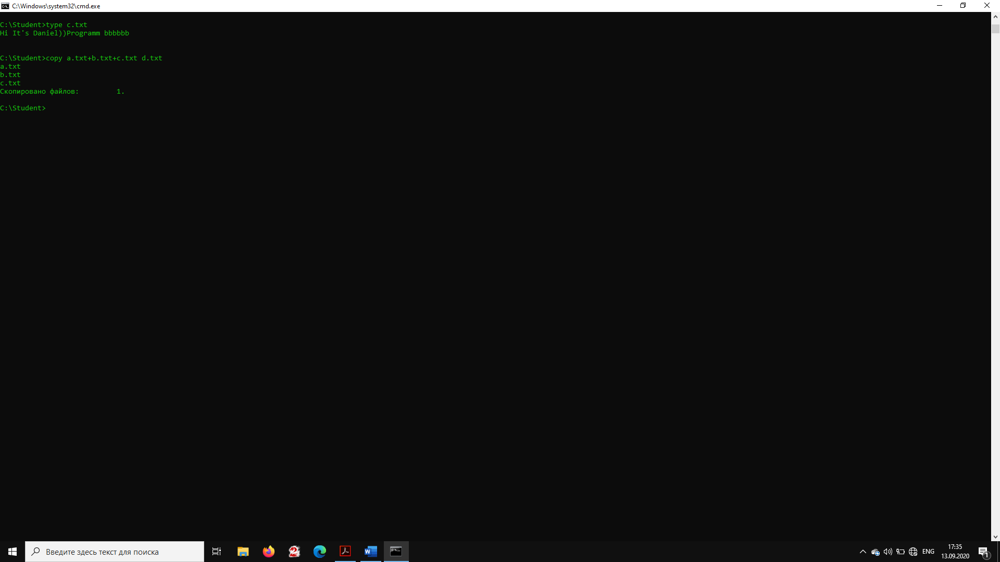 C:\Windows\system32\cmd.exe
C:\Student>type c.txt
Hi It's Daniel))Programm bbbbbb
C:\Student>copy a.txt+b.txt+c.txt d.txt
a.txt
b.txt
c.txt
Скопировано файлов:         1.
C:\Student>
Введите здесь текст для поиска
ENG
17:35
13.09.2020
1